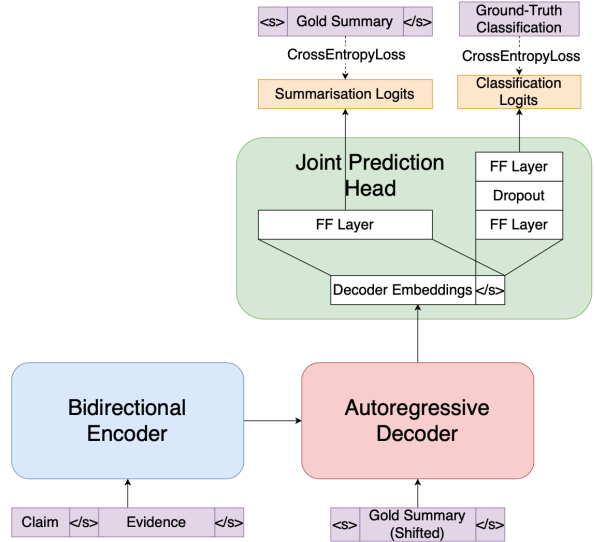 <s> Gold Summary </s>
Ground-Truth
Classification
CrossEntropyLoss
CrossEntropyLoss
Summarisation Logits
Classification
Logits
Joint Prediction
Head
FF Layer
Dropout
FF Layer
FF Layer
Decoder Embeddings </s>
Bidirectional
Encoder
Autoregressive
Decoder
Claim </s> Evidence </s>
<s> Gold Summary
(Shifted) </s>